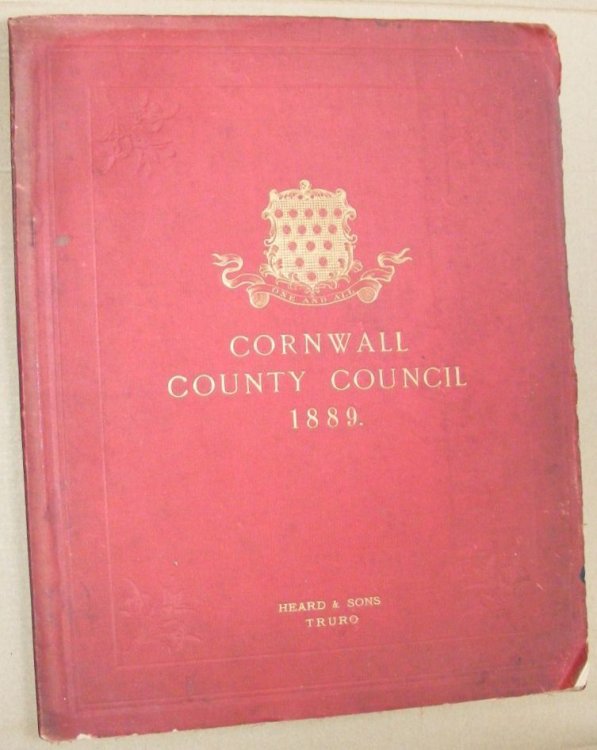 ONE AND ALL
CORNWALL
COUNTY COUNCIL
1889.
HEARD & SONS
TRURO